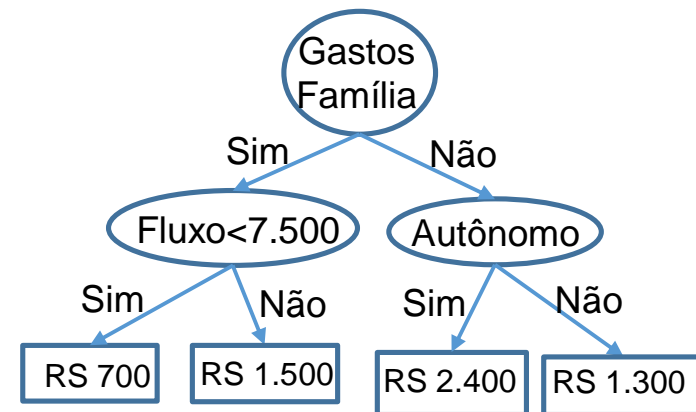 Gastos
Família
Sim
Não
Fluxo<7.500
Autônomo
Sim
Não
Sim
Não
RS 700
RS 1.500
RS 2.400
RS 1.300